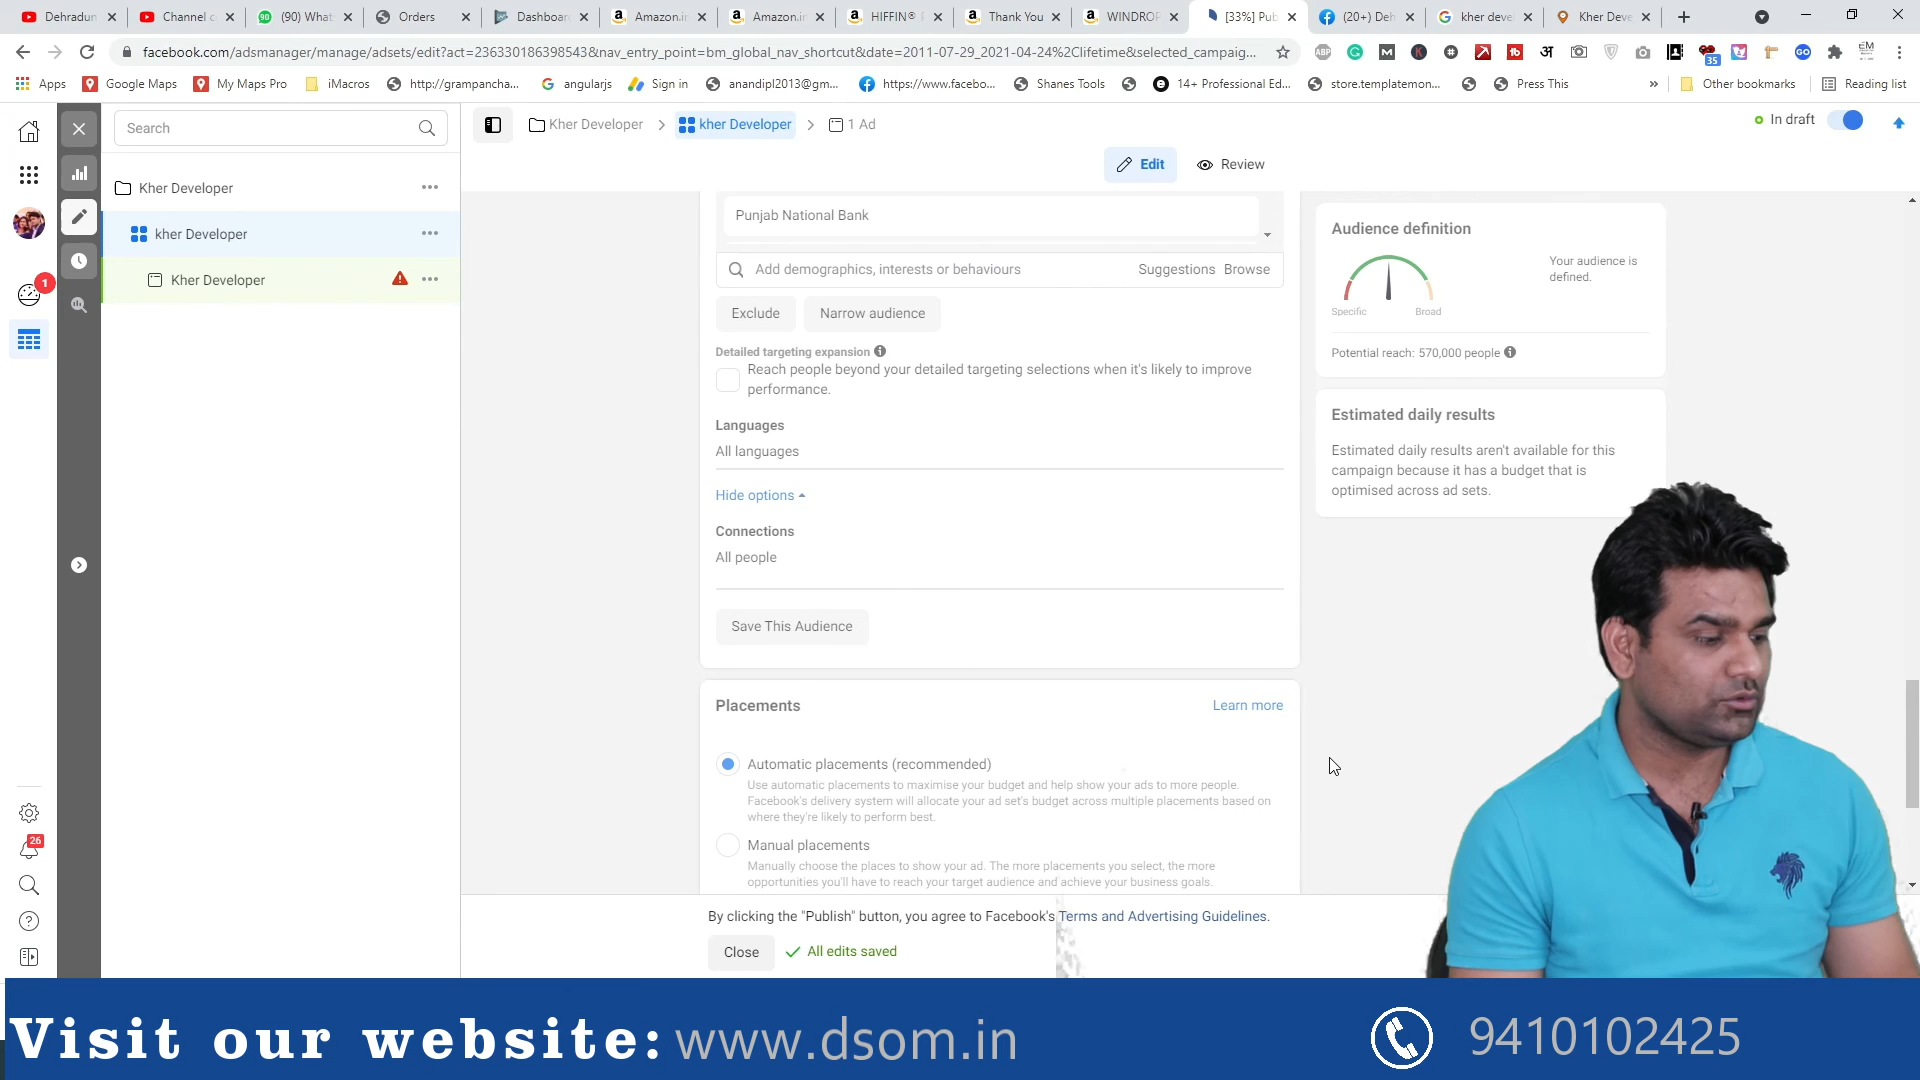 Dehradun
Channel c
(90) What
Orders
Dashboar
Amazon.i
Amazon.i
HIFFIN®
Thank You
WINDROP
[33%] Pub
(20+) Deh
kher deve
Kher Deve
facebook.com/adsmanager/manage/adsets/edit?act=236330186398543&nav_entry_point=bm_global_nav_shortcut&date=2011-07-29_2021-04-24%2Clifetime&selected_campaig...
35
Apps
Google Maps
My Maps Pro
iMacros
http://grampancha...
angularjs
Sign in
anandipl2013@gm...
https://www.facebo...
Shanes Tools
14+ Professional Ed...
store.templatemon...
Press This
»
Other bookmarks
Reading list
Search
Kher Developer
kher Developer
1 Ad
In draft
Edit
Review
Kher Developer
kher Developer
Kher Developer
1
26
Punjab National Bank
Add demographics, interests or behaviours
Suggestions
Browse
Exclude
Narrow audience
Detailed targeting expansion
Reach people beyond your detailed targeting selections when it's likely to improve
performance.
Languages
All languages
Hide options
Connections
All people
Save This Audience
Placements
Learn more
Automatic placements (recommended)
Use automatic placements to maximise your budget and help show your ads to more people.
Facebook's delivery system will allocate your ad set's budget across multiple placements based on
where they're likely to perform best.
Manual placements
Manually choose the places to show your ad. The more placements you select, the more
opportunities you'll have to reach your target audience and achieve your business goals.
By clicking the "Publish" button, you agree to Facebook's Terms and Advertising Guidelines.
Close
All edits saved
Audience definition
Your audience is
defined.
Specific
Broad
Potential reach: 570,000 people
Estimated daily results
Estimated daily results aren't available for this
campaign because it has a budget that is
optimised across ad sets.
Visit our website: www.dsom.in
9410102425